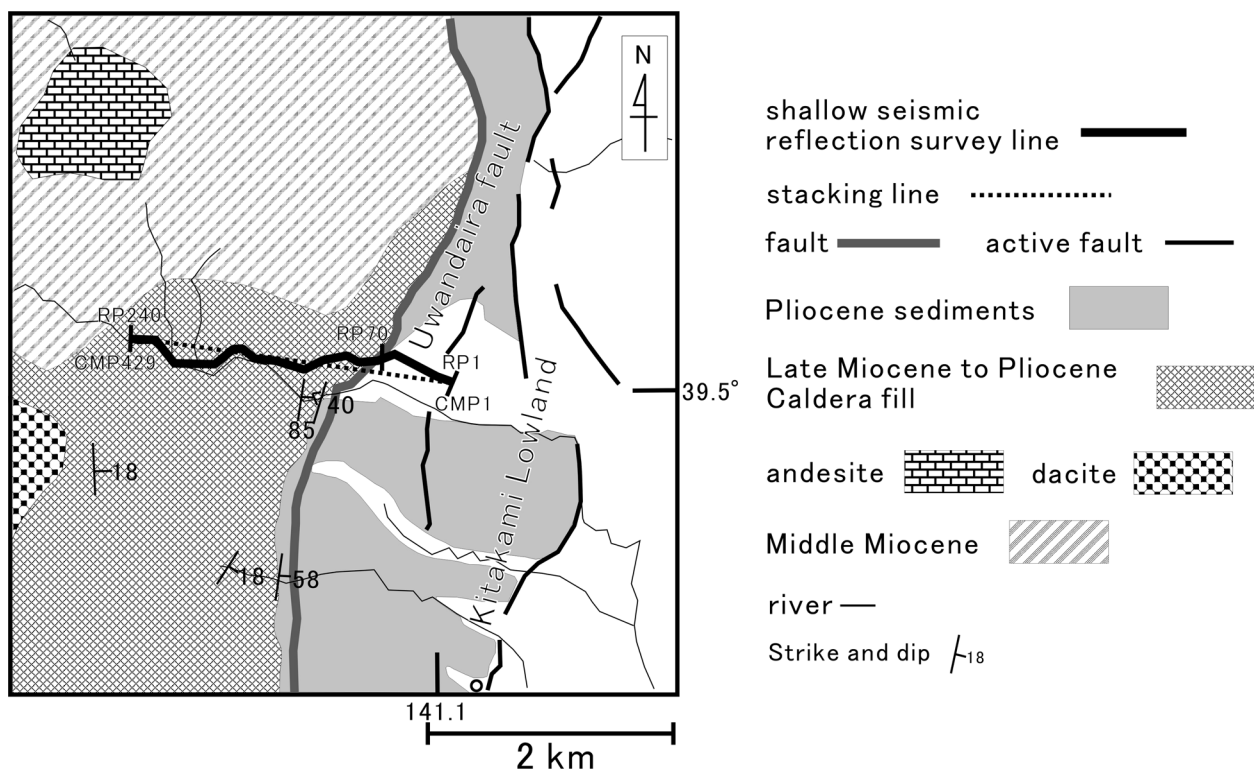 N
Uwandaira fault
RP240
RP70
CMP429
RP1
CMP1
39.5°
40
85
18
Kitakami Lowland
18
58
141.1
2 km
shallow seismic
reflection survey line
stacking line
fault
active fault
Pliocene sediments
Late Miocene to Pliocene
Caldera fill
andesite
dacite
Middle Miocene
river
Strike and dip
18